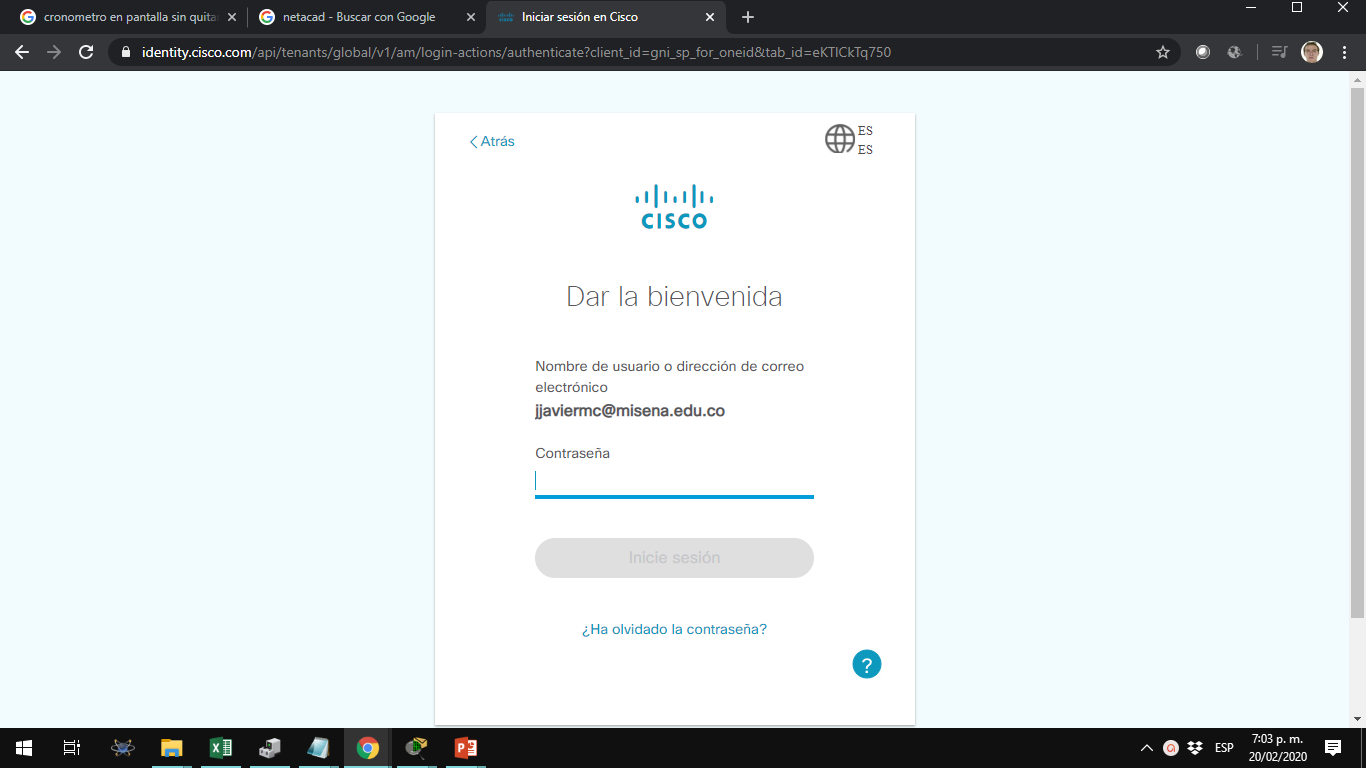 cronometro en pantalla sin quita
netacad - Buscar con Google
Iniciar sesión en Cisco
identity.cisco.com/api/tenants/global/v1/am/login-actions/authenticate?client_id=gni_sp_for_oneid&tab_id=eKTlCkTq750
Atrás
ES
ES
CISCO
Dar la bienvenida
Nombre de usuario o dirección de correo
electrónico
jjaviermc@misena.edu.co
Contraseña
Inicie sesión
¿Ha olvidado la contraseña?
?
ESP
7:03 p. m.
20/02/2020